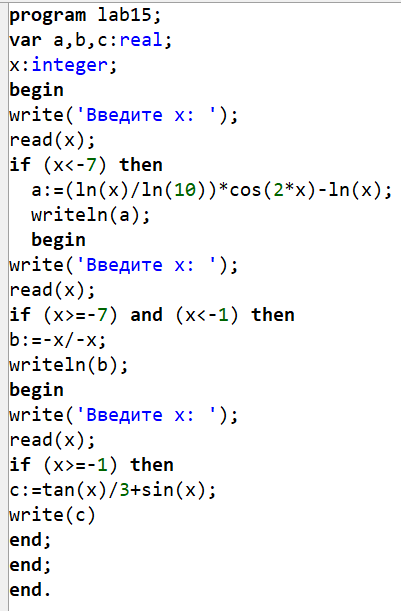 program lab15;
var a,b,c:real;
x:integer;
begin
write('Введите x: ');
read(x);
if (x<-7) then
  a:=(ln(x)/ln(10))*cos(2*x)-ln(x);
  writeln(a);
  begin
write('Введите x: ');
read(x);
if (x>=-7) and (x<-1) then
b:=-x/-x;
writeln(b);
begin
write('Введите x: ');
read(x);
if (x>=-1) then
c:=tan(x)/3+sin(x);
write(c)
end;
end;
end.